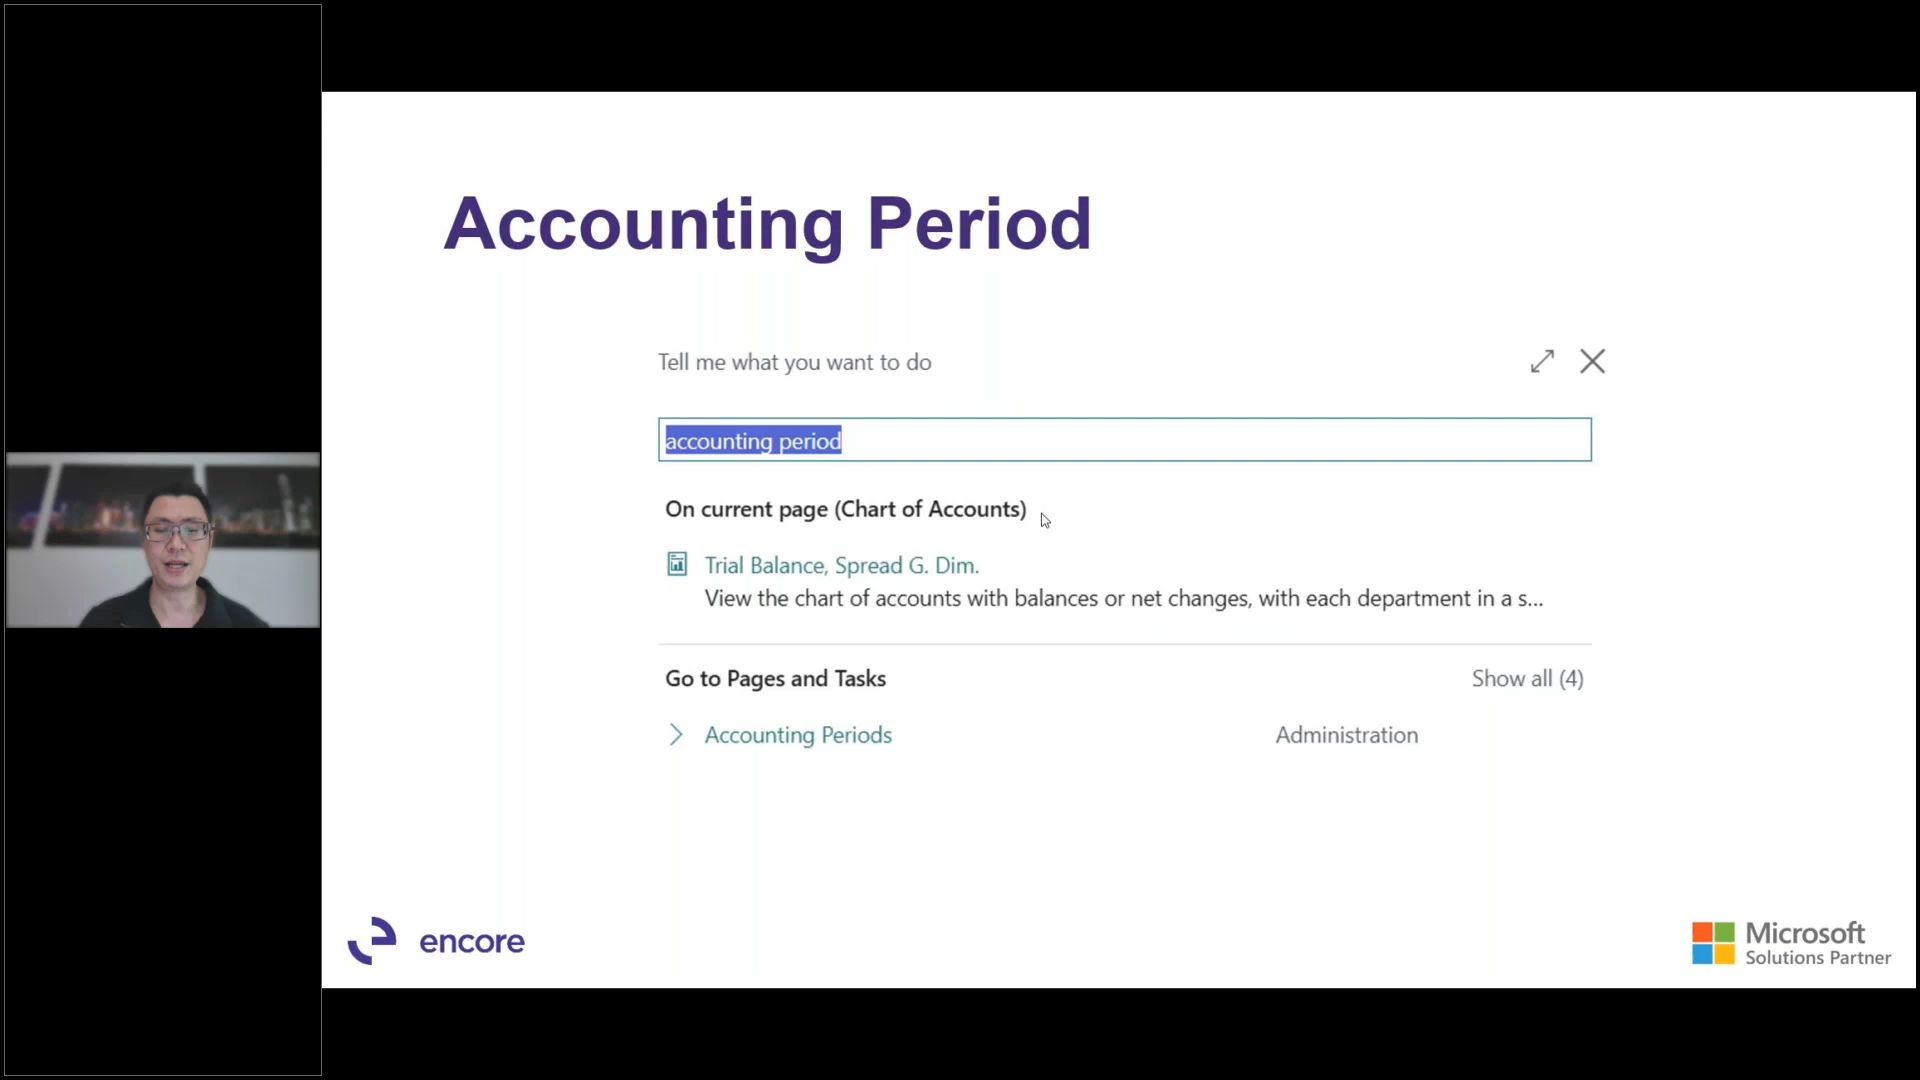 Accounting Period
Tell me what you want to do
accounting period
On current page (Chart of Accounts)
Trial Balance, Spread G. Dim.
View the chart of accounts with balances or net changes, with each department in a s...
Go to Pages and Tasks
Show all (4)
Accounting Periods
Administration
encore
Microsoft
Solutions Partner